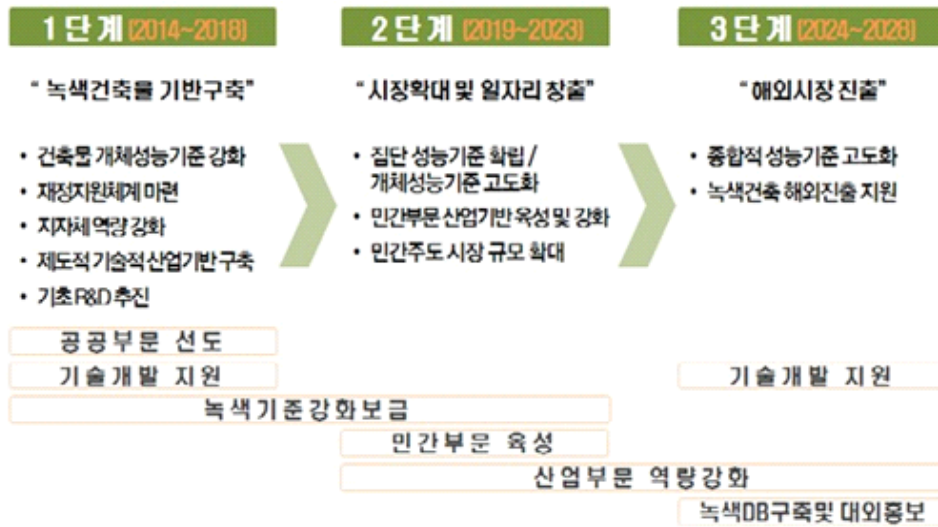 1단계 (2014~2018)
" 녹색건축물 기반구축"
• 건축물 개체성능기준 강화
• 재정지원체계 마련
• 지자체 역량 강화
• 제도적 기술적 산업기반 구축
• 기초 R&D 추진
2단계 (2019~2023)
" 시장확대 및 일자리 창출"
• 집단 성능기준 확립 /
개체성능기준 고도화
• 민간부문 산업기반 육성 및 강화
• 민간주도 시장 규모 확대
3단계 (2024~2028)
" 해외시장 진출"
• 종합적 성능기준 고도화
• 녹색건축 해외진출 지원
공공부문 선도
기술개발 지원
기술개발 지원
녹색기준강화보급
민간부문 육성
산업부문 역량강화
녹색DB구축및 대외홍보